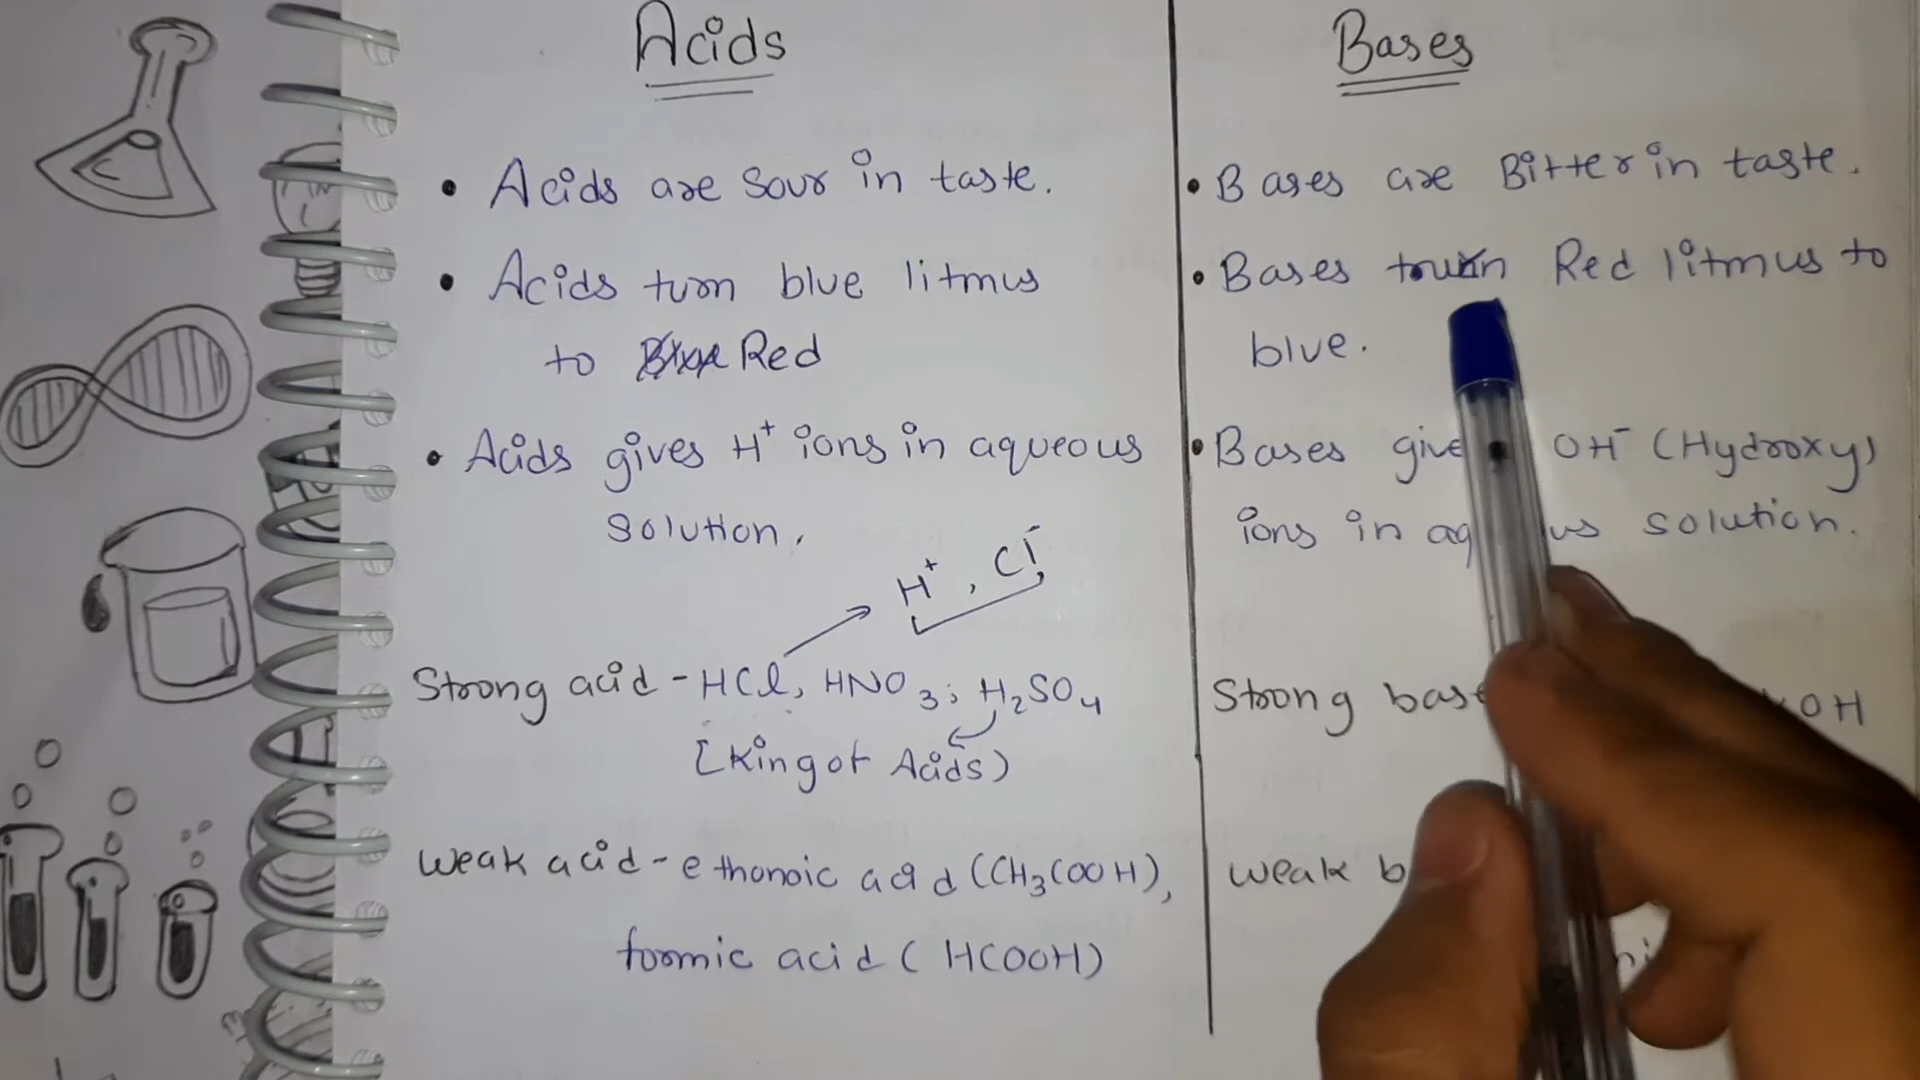 Acids
• Acids are Sour in taste.
• Acids turn blue litmus
to Red
• Acids gives H⁺ ions in aqueous
Solution.
H⁺, Cl⁻
Strong acid - HCl, HNO₃; H₂SO₄
[King of Acids)
Weak acid - ethonoic acid (CH₃COOH),
formic acid (HCOOH)
Bases
• Bases are Bitter in taste.
• Bases turn Red litmus to
blue.
• Bases give OH⁻ (Hydroxy)
ions in solution.
Strong base OH
Weak